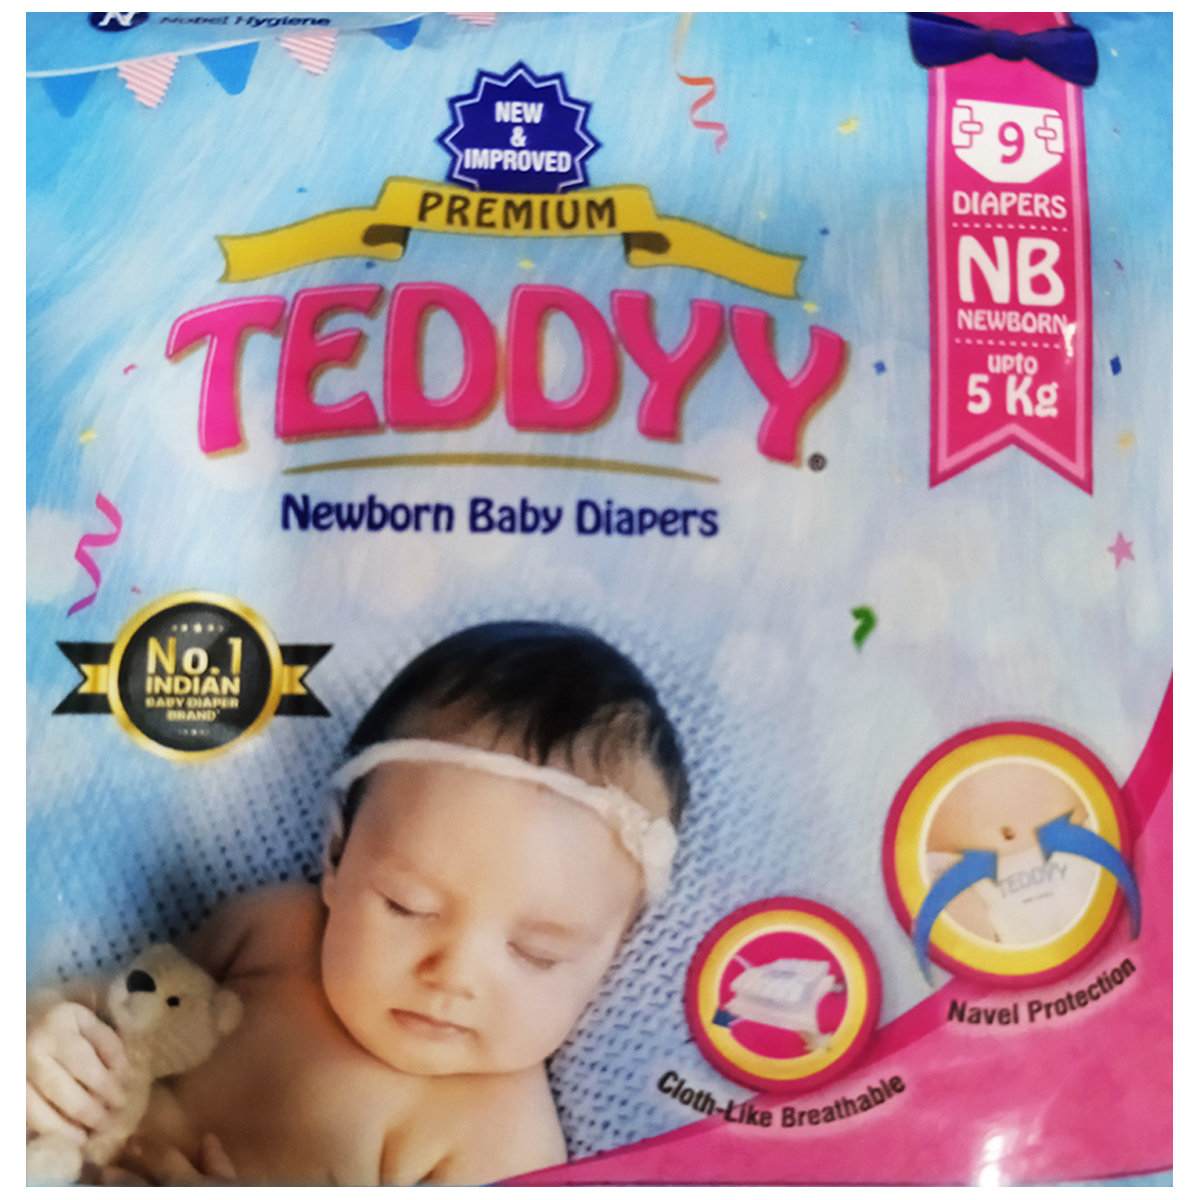 Nobel Hygiene
NEW
&
IMPROVED
PREMIUM
TEDDYY
®
Newborn Baby Diapers
9
DIAPERS
NB
NEWBORN
upto
5 Kg
No.1
INDIAN
BABY DIAPER
BRAND*
TEDDYY
Navel Protection
Cloth-Like Breathable